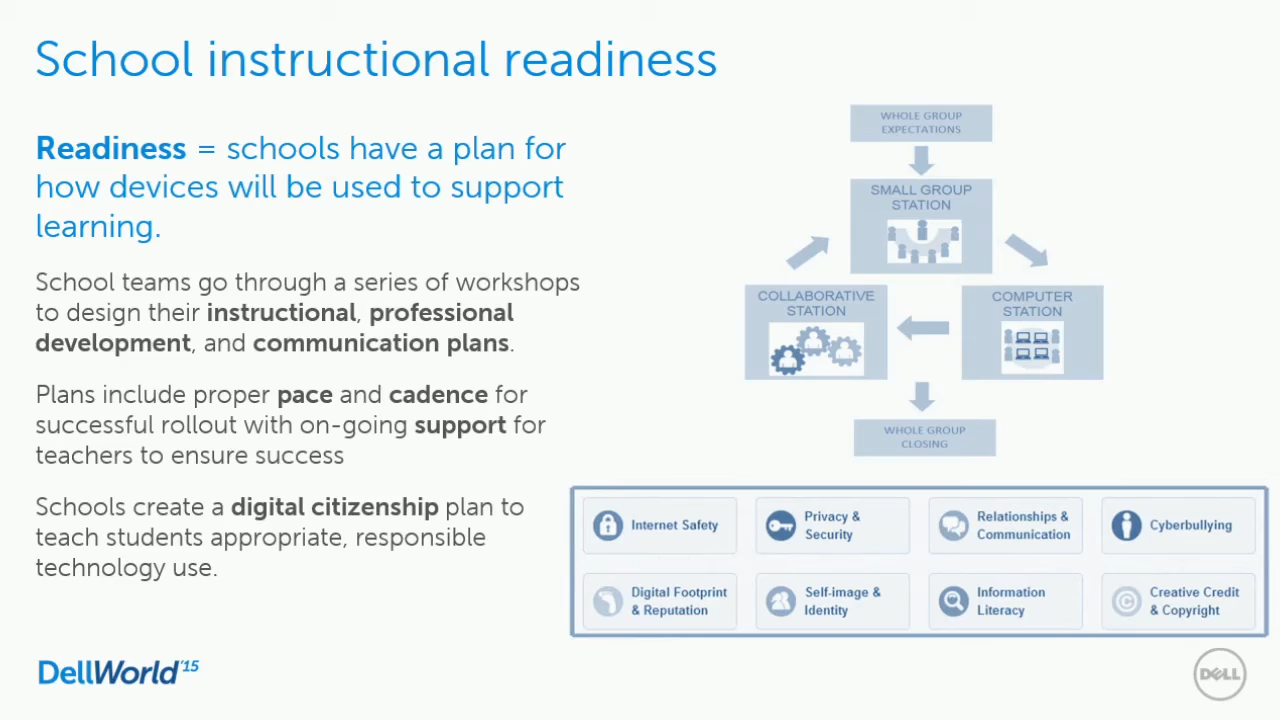 School instructional readiness
Readiness = schools have a plan for
how devices will be used to support
learning.
School teams go through a series of workshops
to design their instructional, professional
development, and communication plans.
Plans include proper pace and cadence for
successful rollout with on-going support for
teachers to ensure success
Schools create a digital citizenship plan to
teach students appropriate, responsible
technology use.
WHOLE GROUP
EXPECTATIONS
SMALL GROUP
STATION
COLLABORATIVE
STATION
COMPUTER
STATION
WHOLE GROUP
CLOSING
Internet Safety
Privacy &
Security
Relationships &
Communication
Cyberbullying
Digital Footprint
& Reputation
Self-image &
Identity
Information
Literacy
Creative Credit
& Copyright
DellWorld'15
DELL